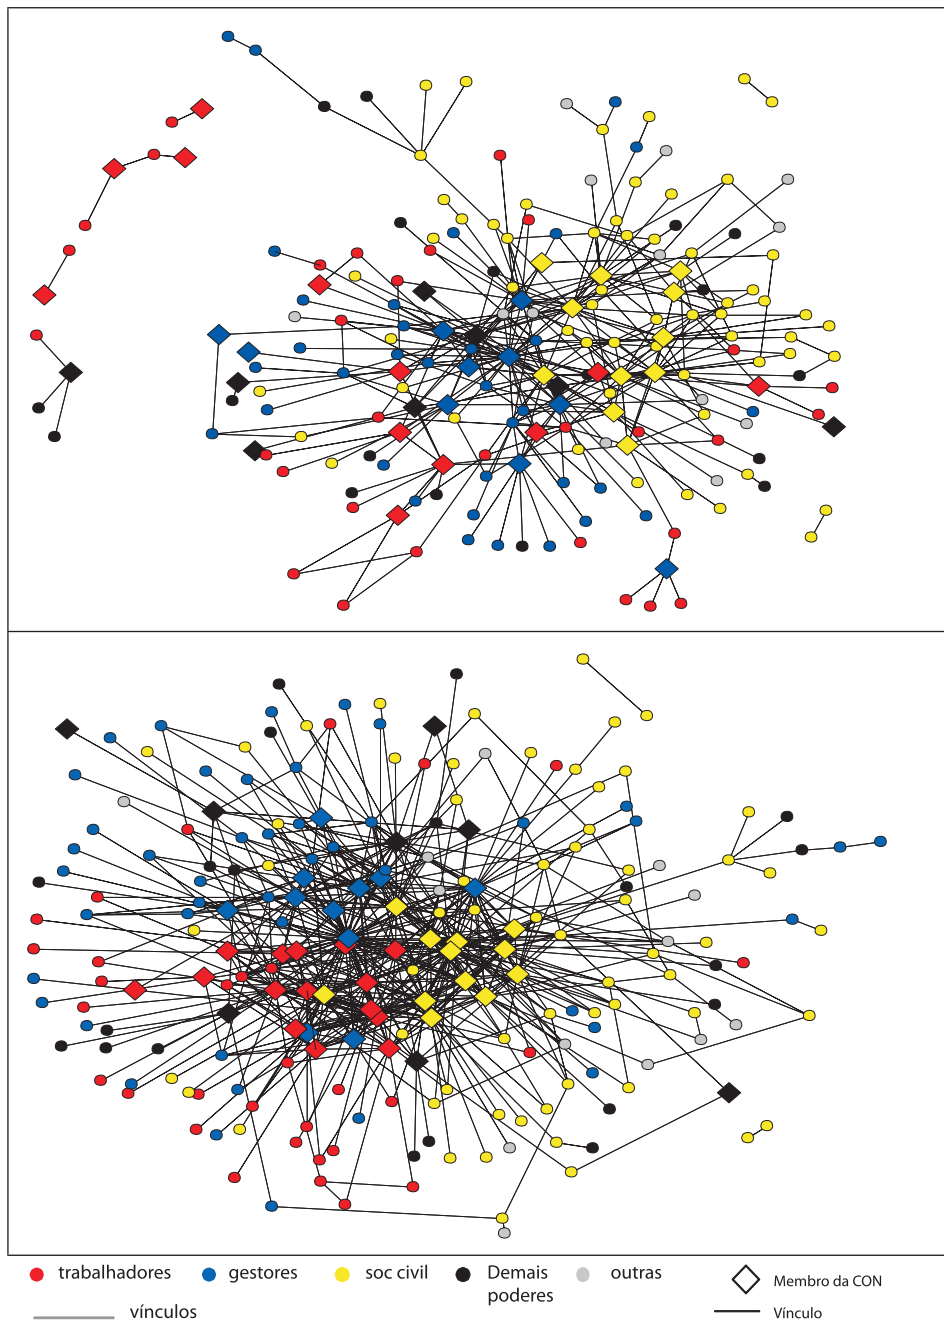 trabalhadores
gestores
soc civil
Demais
poderes
outras
Membro da CON
vínculos
Vínculo